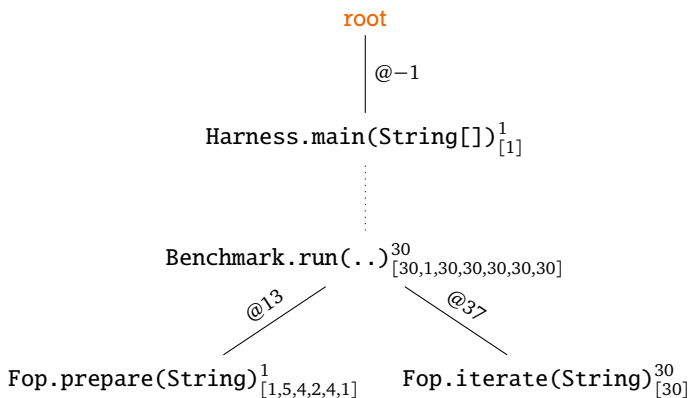 root
@−1
Harness.main(String[])¹[1]
Benchmark.run(..)³⁰[30,1,30,30,30,30,30]
@13
@37
Fop.prepare(String)¹[1,5,4,2,4,1] Fop.iterate(String)³⁰[30]